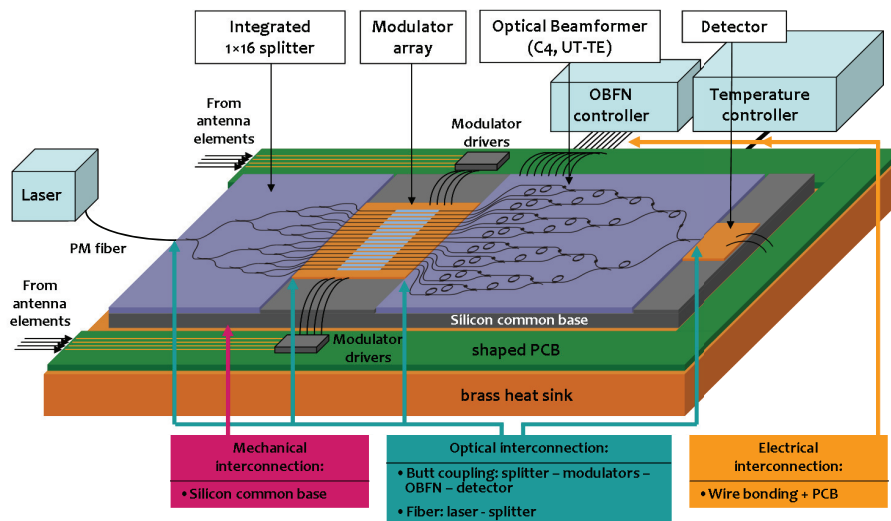 Integrated
1×16 splitter
Modulator
array
Optical Beamformer
(C4, UT-TE)
Detector
OBFN
controller
Temperature
controller
From
antenna
elements
Modulator
drivers
Laser
PM fiber
From
antenna
elements
Silicon common base
Modulator
drivers
shaped PCB
brass heat sink
Mechanical
interconnection:
• Silicon common base
Optical interconnection:
• Butt coupling: splitter – modulators –
OBFN – detector
• Fiber: laser - splitter
Electrical
interconnection:
• Wire bonding + PCB